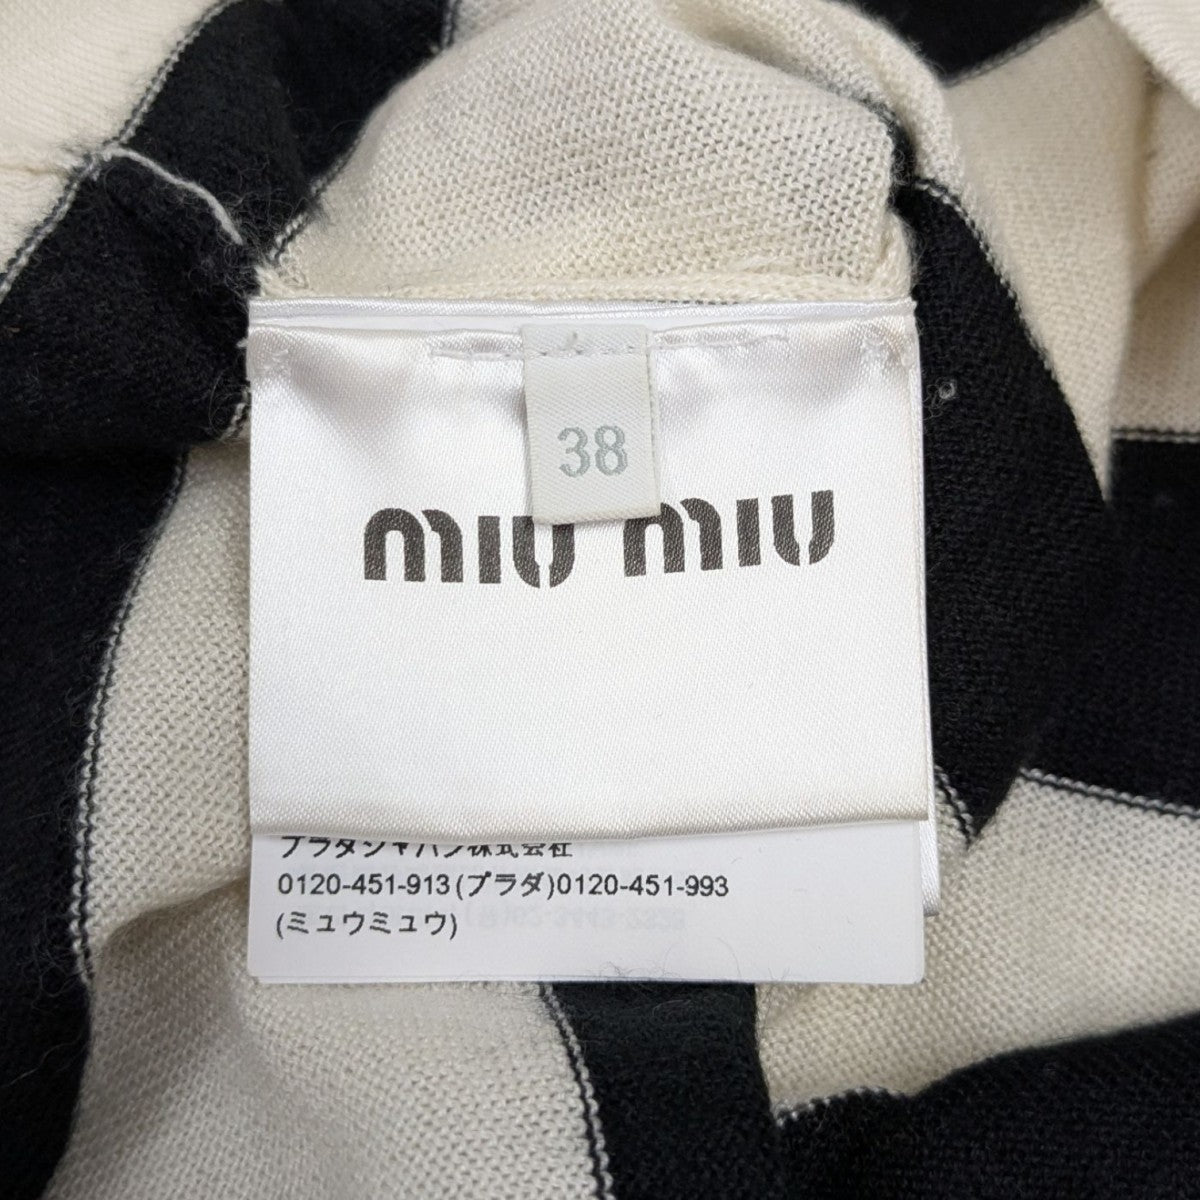 38
miu miu
プラダジャパン株式会社
0120-451-913(プラダ)0120-451-993
(ミュウミュウ)